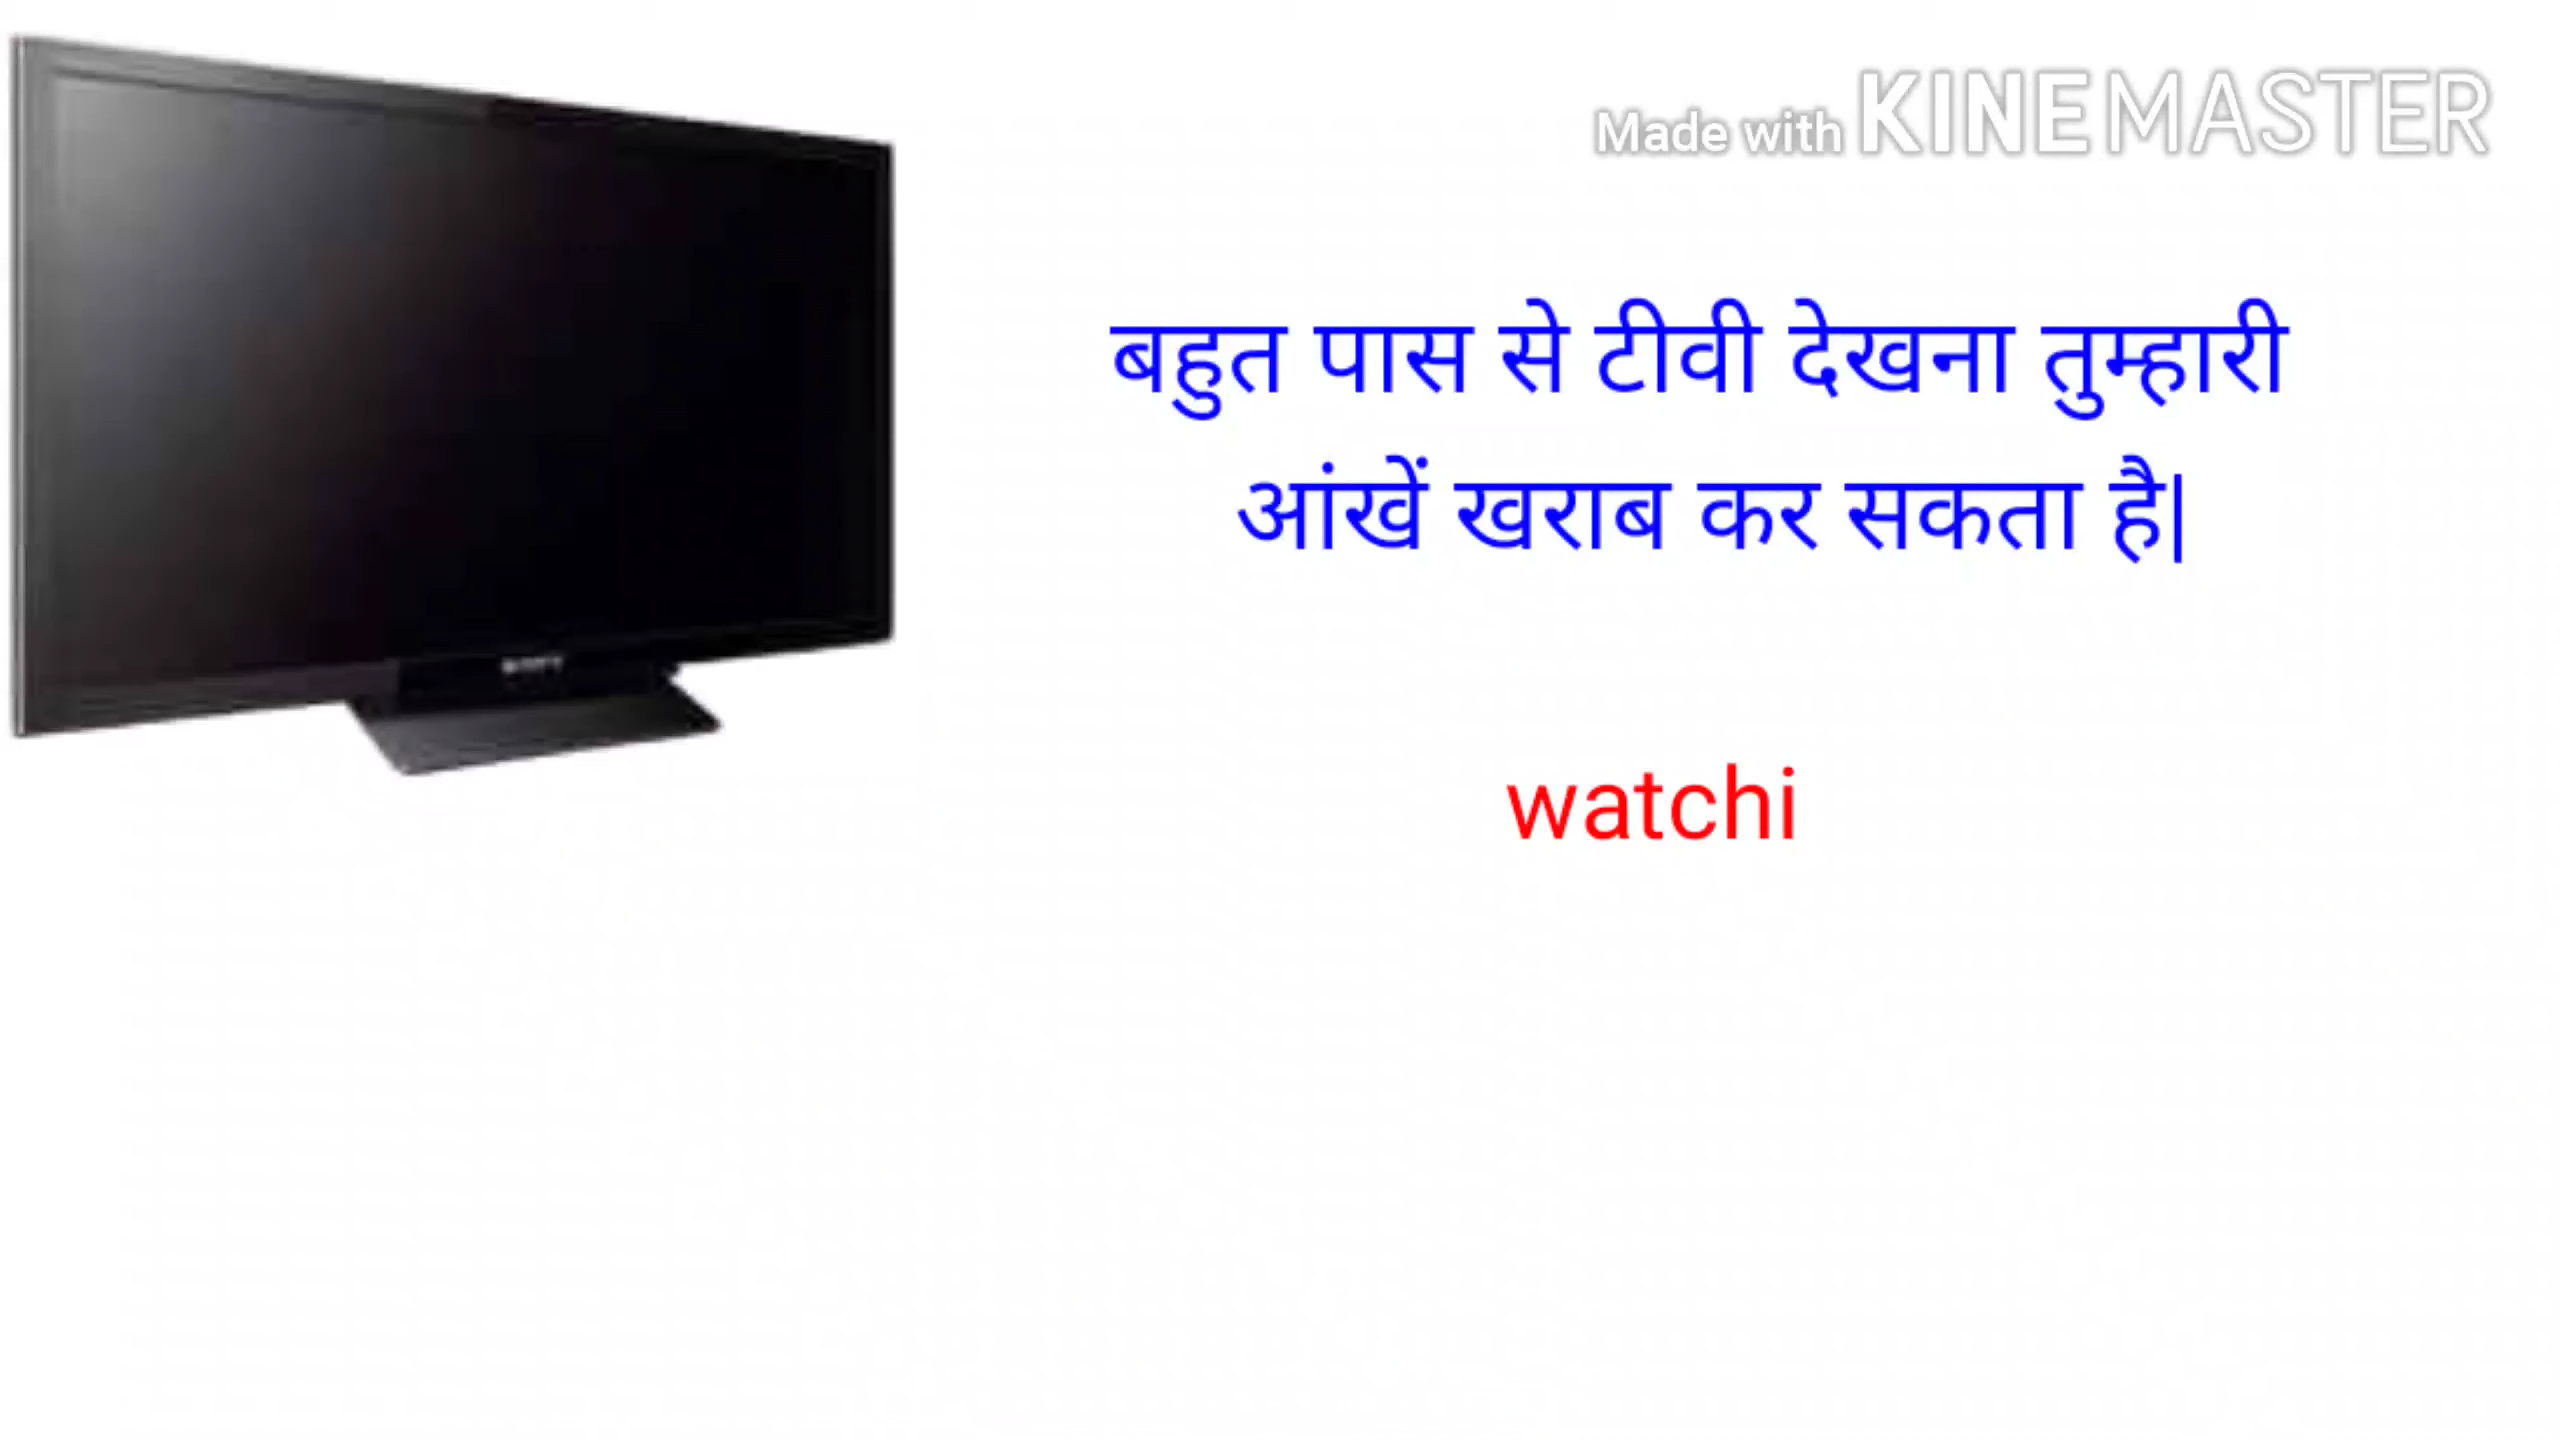 Made with KINEMASTER
बहुत पास से टीवी देखना तुम्हारी
आंखें खराब कर सकता है|
watchi